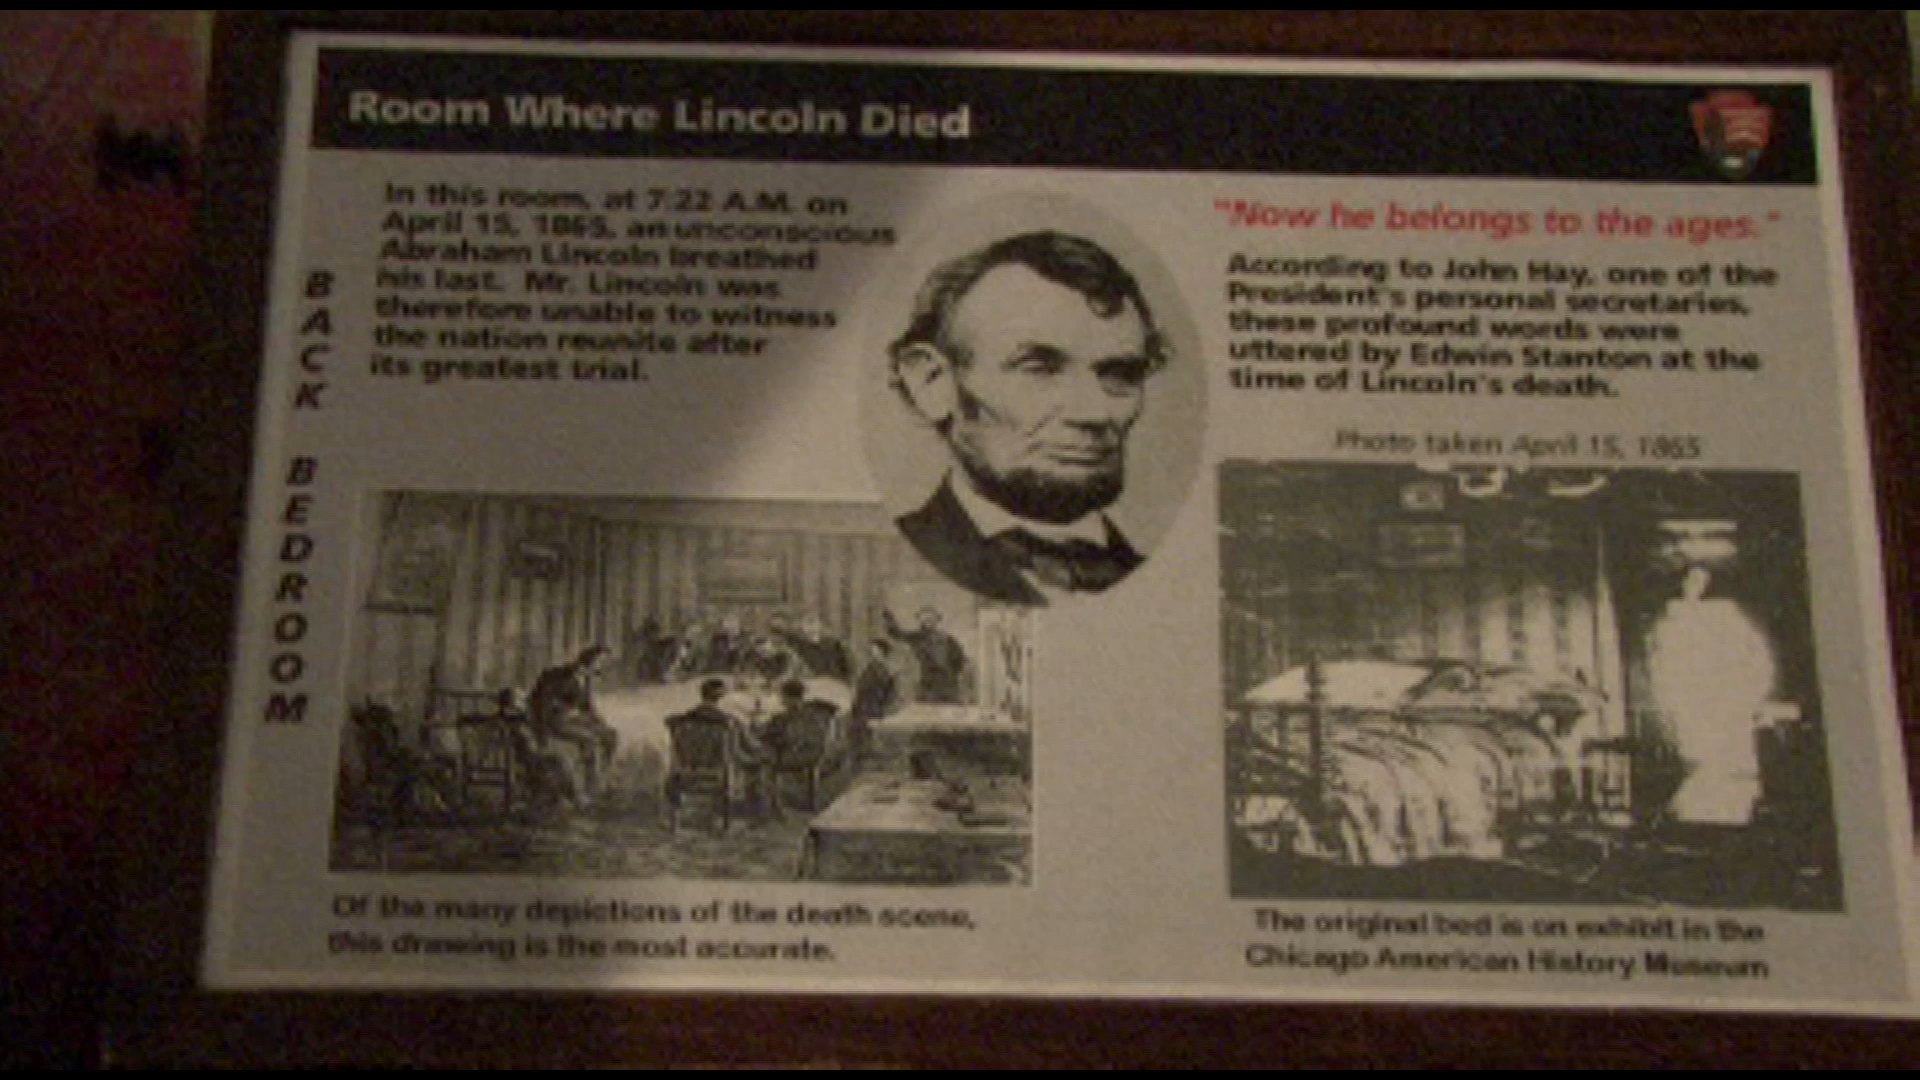 Room Where Lincoln Died
In this room, at 7:22 A.M. on
April 15, 1865, an unconscious
Abraham Lincoln breathed
his last. Mr. Lincoln was
therefore unable to witness
the nation reunite after
its greatest trial.
BACK BEDROOM
"Now he belongs to the ages."
According to John Hay, one of the
President's personal secretaries,
these profound words were
uttered by Edwin Stanton at the
time of Lincoln's death.
Photo taken April 15, 1865
Of the many depictions of the death scene,
this drawing is the most accurate.
The original bed is on exhibit in the
Chicago American History Museum